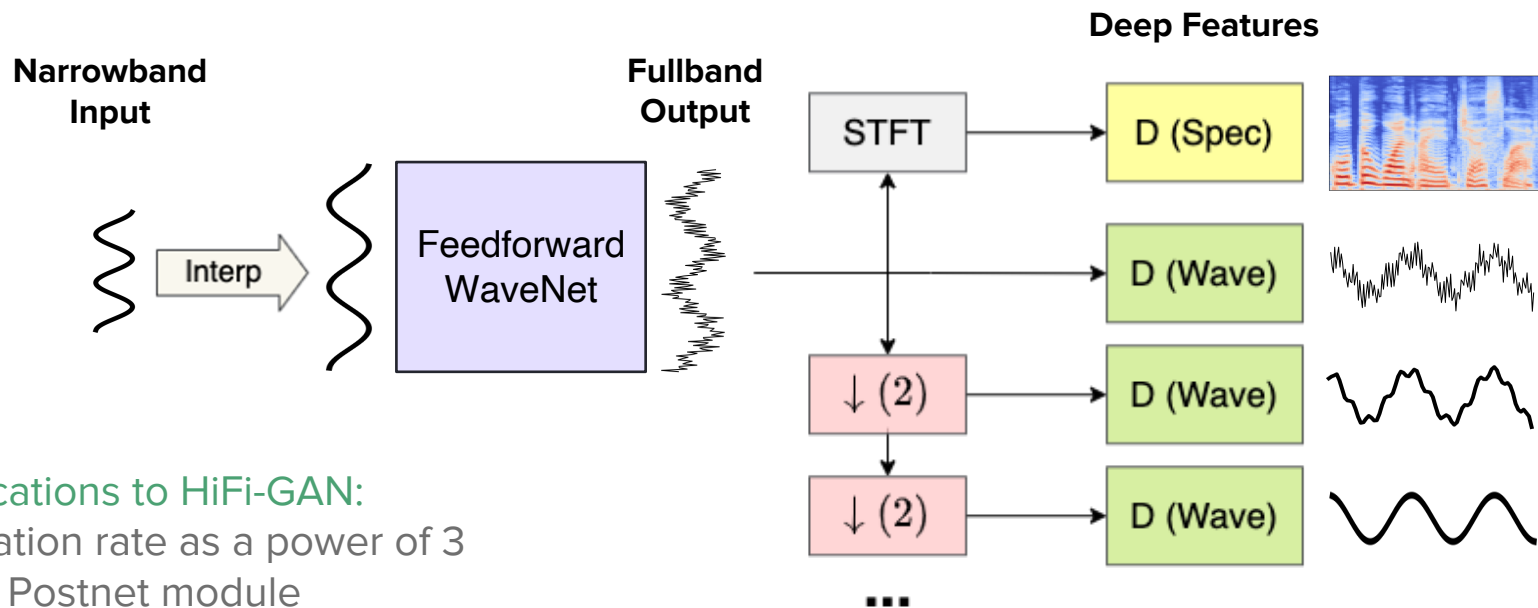 Deep Features
Narrowband
Input
Fullband
Output
Interp
Feedforward
WaveNet
STFT
D (Spec)
D (Wave)
↓ (2)
D (Wave)
↓ (2)
D (Wave)
...
cations to HiFi-GAN:
ation rate as a power of 3
Postnet module